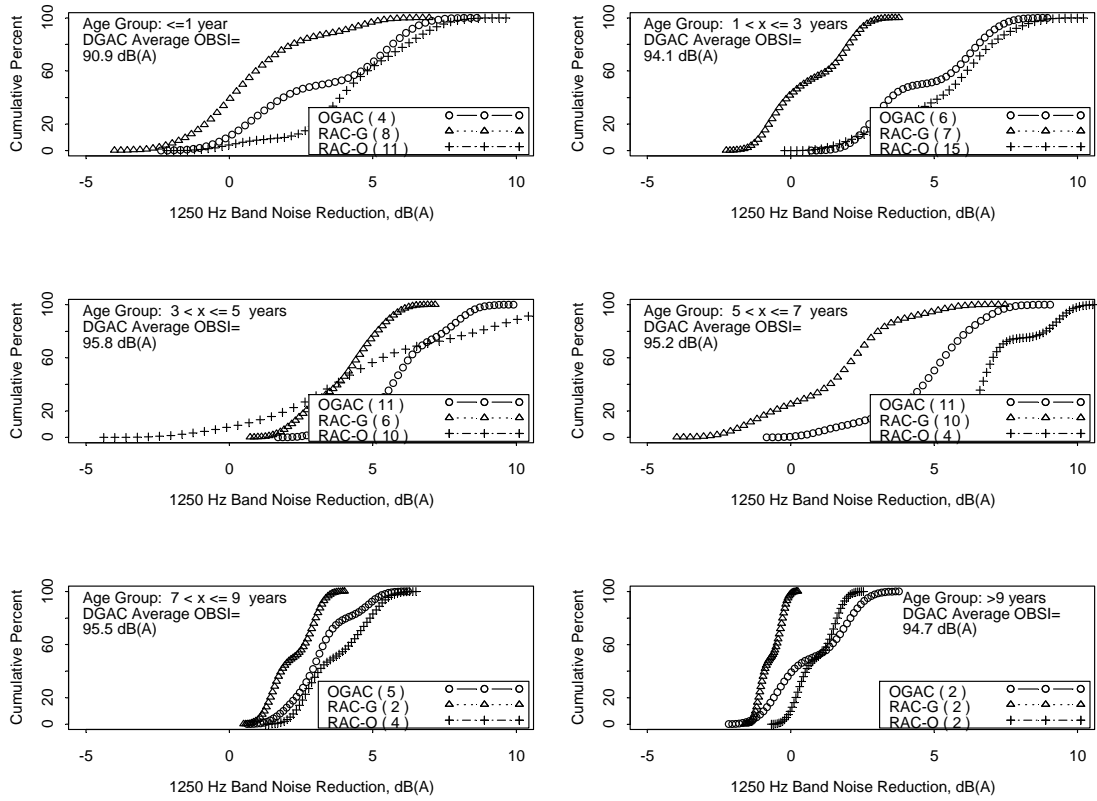 Age Group: <=1 year
DGAC Average OBSI=
90.9 dB(A)
Cumulative Percent
0 20 60 100
OGAC ( 4 )
RAC-G ( 8 )
RAC-O ( 11 )
-5 0 5 10
1250 Hz Band Noise Reduction, dB(A)
Age Group: 1 < x <= 3 years
DGAC Average OBSI=
94.1 dB(A)
Cumulative Percent
0 20 60 100
OGAC ( 6 )
RAC-G ( 7 )
RAC-O ( 15 )
-5 0 5 10
1250 Hz Band Noise Reduction, dB(A)
Age Group: 3 < x <= 5 years
DGAC Average OBSI=
95.8 dB(A)
Cumulative Percent
0 20 60 100
OGAC ( 11 )
RAC-G ( 6 )
RAC-O ( 10 )
-5 0 5 10
1250 Hz Band Noise Reduction, dB(A)
Age Group: 5 < x <= 7 years
DGAC Average OBSI=
95.2 dB(A)
Cumulative Percent
0 20 60 100
OGAC ( 11 )
RAC-G ( 10 )
RAC-O ( 4 )
-5 0 5 10
1250 Hz Band Noise Reduction, dB(A)
Age Group: 7 < x <= 9 years
DGAC Average OBSI=
95.5 dB(A)
Cumulative Percent
0 20 60 100
OGAC ( 5 )
RAC-G ( 2 )
RAC-O ( 4 )
-5 0 5 10
1250 Hz Band Noise Reduction, dB(A)
Age Group: >9 years
DGAC Average OBSI=
94.7 dB(A)
Cumulative Percent
0 20 60 100
OGAC ( 2 )
RAC-G ( 2 )
RAC-O ( 2 )
-5 0 5 10
1250 Hz Band Noise Reduction, dB(A)